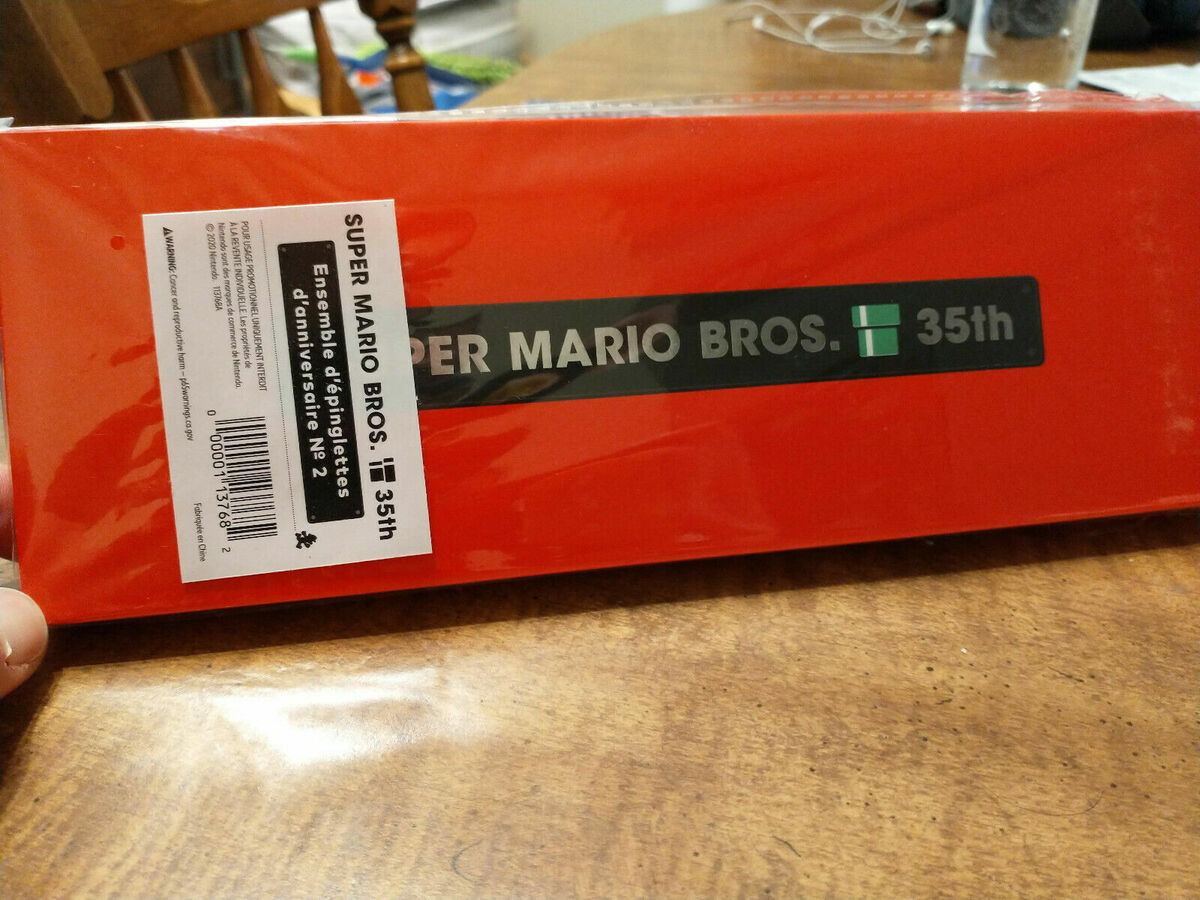 SUPER MARIO BROS. 35th
Ensemble d'épinglettes
d'anniversaire Nº 2
POUR USAGE PROMOTIONNEL UNIQUEMENT INTERDIT
À LA REVENTE INDIVIDUELLE. Les propriétés de
Nintendo sont des marques de commerce de Nintendo.
© 2020 Nintendo. 113768A
⚠WARNING: Cancer and reproductive harm – p65warnings.ca.gov
0 00001 13768 2
Fabriquée en Chine
PER MARIO BROS. 35th